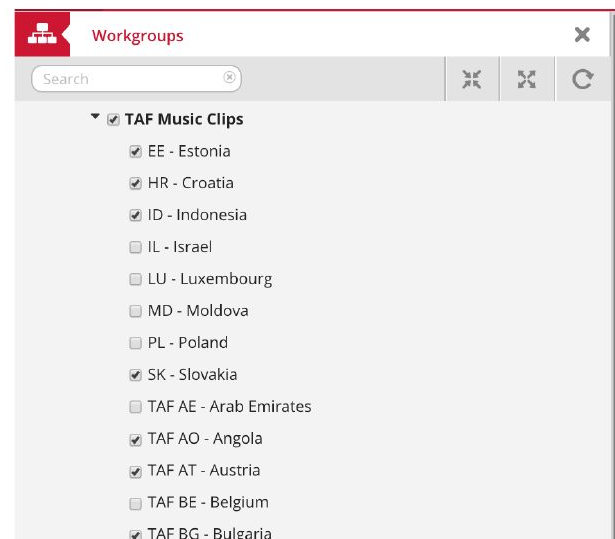 Workgroups
Search
TAF Music Clips
EE - Estonia
HR - Croatia
ID - Indonesia
IL - Israel
LU - Luxembourg
MD - Moldova
PL - Poland
SK - Slovakia
TAF AE - Arab Emirates
TAF AO - Angola
TAF AT - Austria
TAF BE - Belgium
TAF BG - Bulgaria